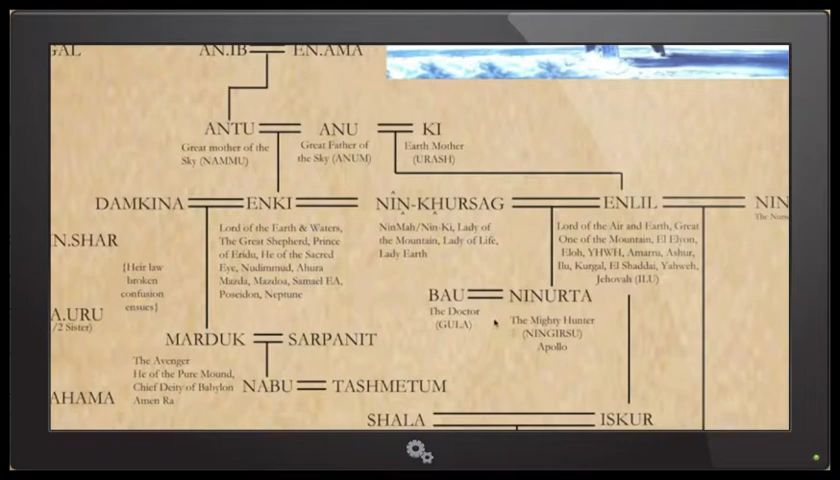 AN.IB EN.AMA
ANTU ANU KI
Great mother of the
Sky (NAMMU)
Great Father of
the Sky (ANUM)
Earth Mother
(URASH)
DAMKINA ENKI NIN-KHURSAG ENLIL NIN
Lord of the Earth & Waters,
The Great Shepherd, Prince
of Eridu, He of the Sacred
Eye, Nudimmud, Ahura
Mazda, Mazdoa, Samael EA,
Poseidon, Neptune
NinMah/Nin-Ki, Lady of
the Mountain, Lady of Life,
Lady Earth
Lord of the Air and Earth, Great
One of the Mountain, El Elyon,
Eloh, YHWH, Amarru, Ashur,
Ilu, Kurgal, El Shaddai, Yahweh,
Jehovah (ILU)
N.SHAR
{Heir law
broken
confusion
ensues}
BAU NINURTA
The Doctor
(GULA)
The Mighty Hunter
(NINGIRSU)
Apollo
A.URU
/2 Sister)
MARDUK SARPANIT
The Avenger
He of the Pure Mound,
Chief Deity of Babylon
Amen Ra
NABU TASHMETUM
AHAMA
SHALA ISKUR